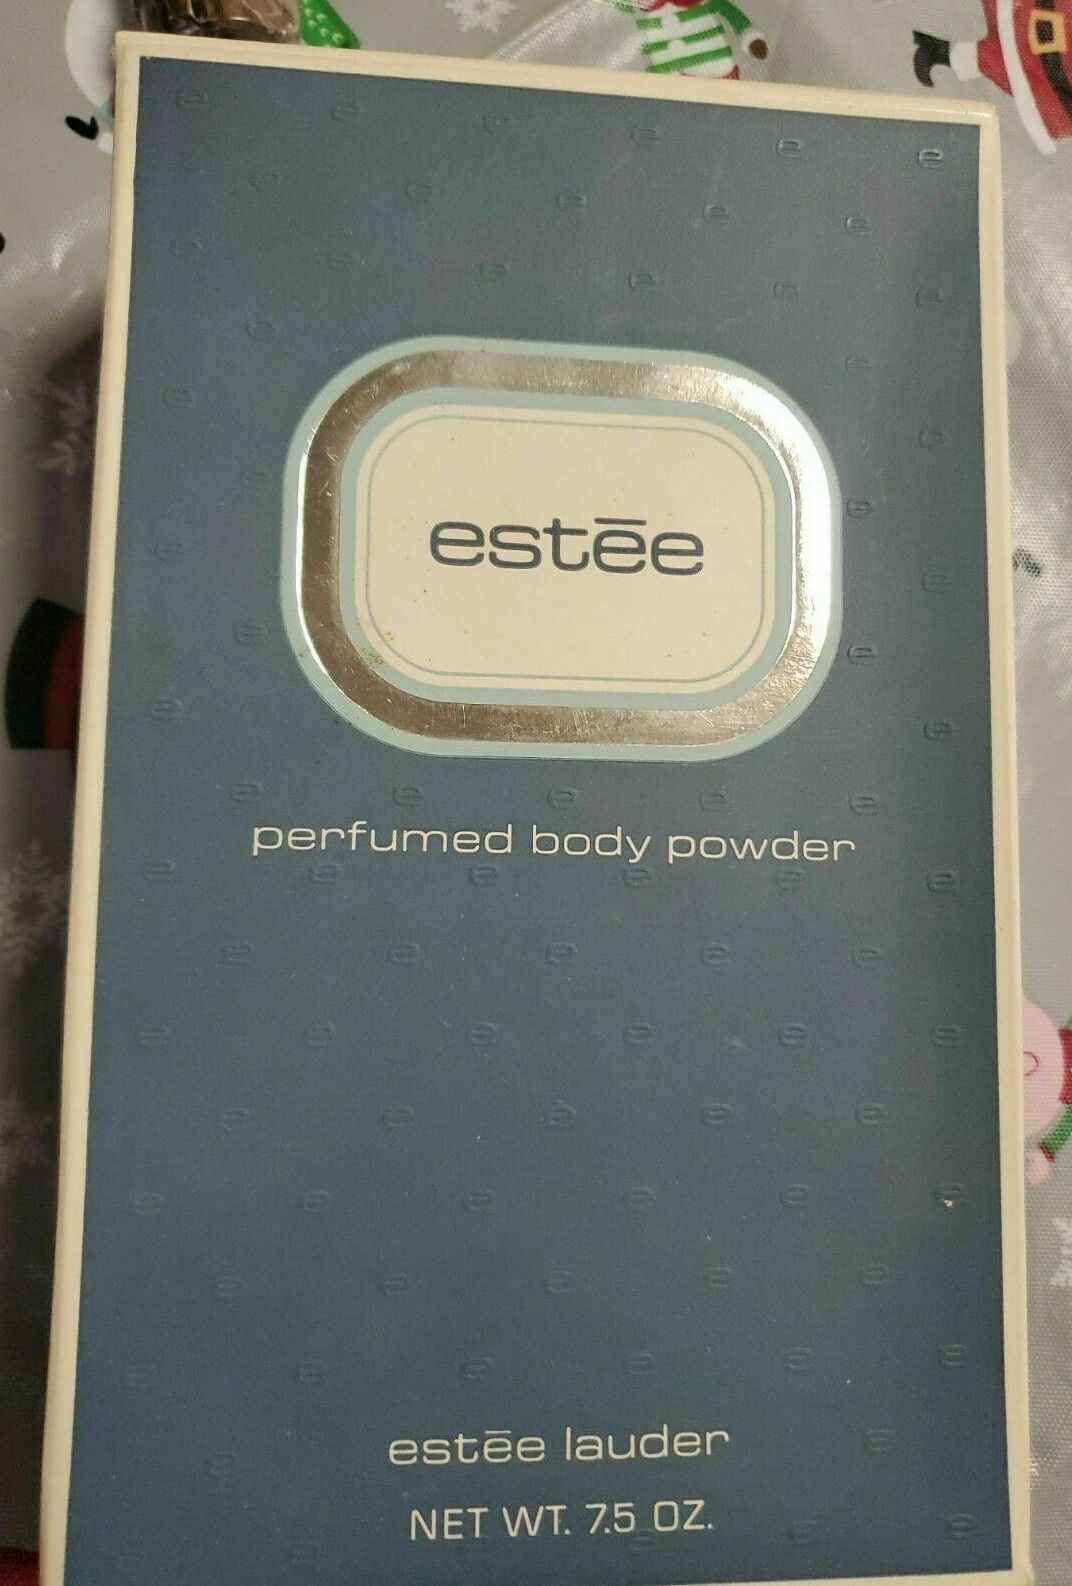 estēe
perfumed body powder
estēe lauder
NET WT. 7.5 OZ.